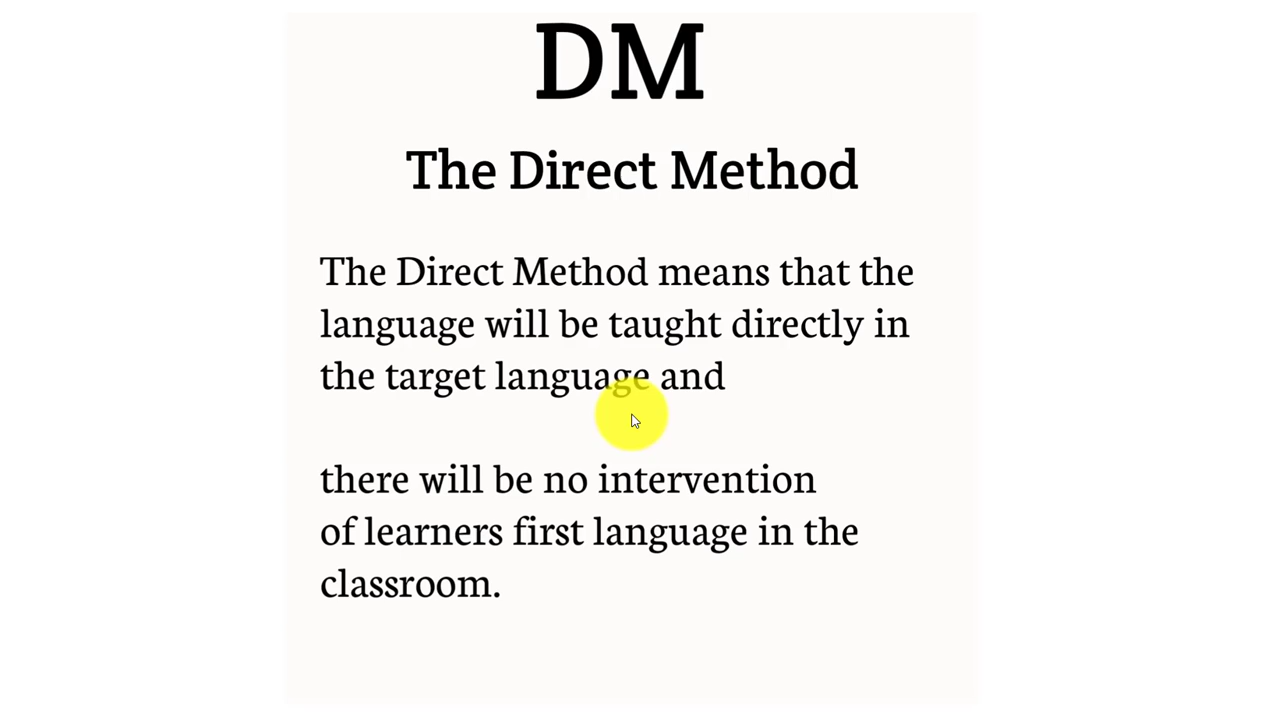 DM
The Direct Method
The Direct Method means that the
language will be taught directly in
the target language and
there will be no intervention
of learners first language in the
classroom.